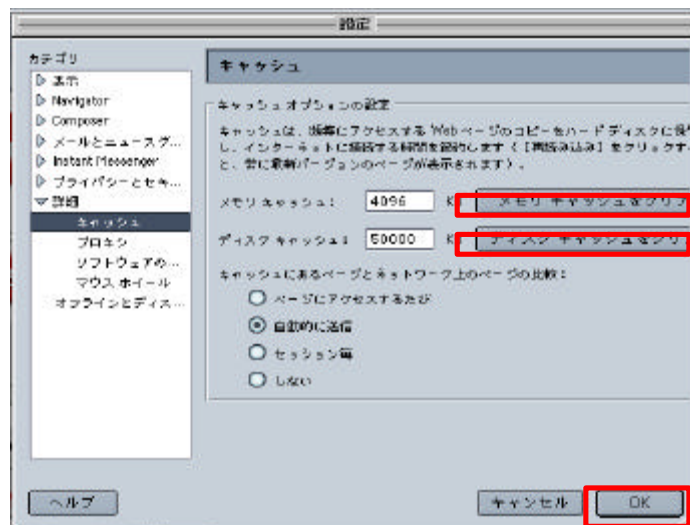 設定
カテゴリ
表示
Navigator
Composer
メールとニュースグ...
Instant Messenger
プライバシーとセキ...
詳細
キャッシュ
プロキシ
ソフトウェアの...
マウス ホイール
オフラインとディス...
キャッシュ
キャッシュ オプションの設定
キャッシュは、頻繁にアクセスする Web ページのコピーをハード ディスクに保
し、インターネットに接続する時間を節約します ( [再読み込み] をクリックす
と、常に最新バージョンのページが表示されます) 。
メモリ キャッシュ: 4096 K メモリ キャッシュをクリア
ディスク キャッシュ: 50000 K ディスク キャッシュをクリ
キャッシュにあるページとネットワーク上のページの比較:
ページにアクセスするたび
自動的に送信
セッション毎
しない
ヘルプ キャンセル OK